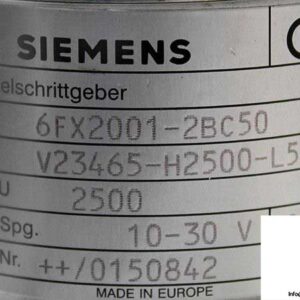 SIEMENS
elschrittgeber
6FX2001-2BC50
V23465-H2500-L5
U 2500
Spg. 10-30 V
Nr. ++/0150842
MADE IN EUROPE